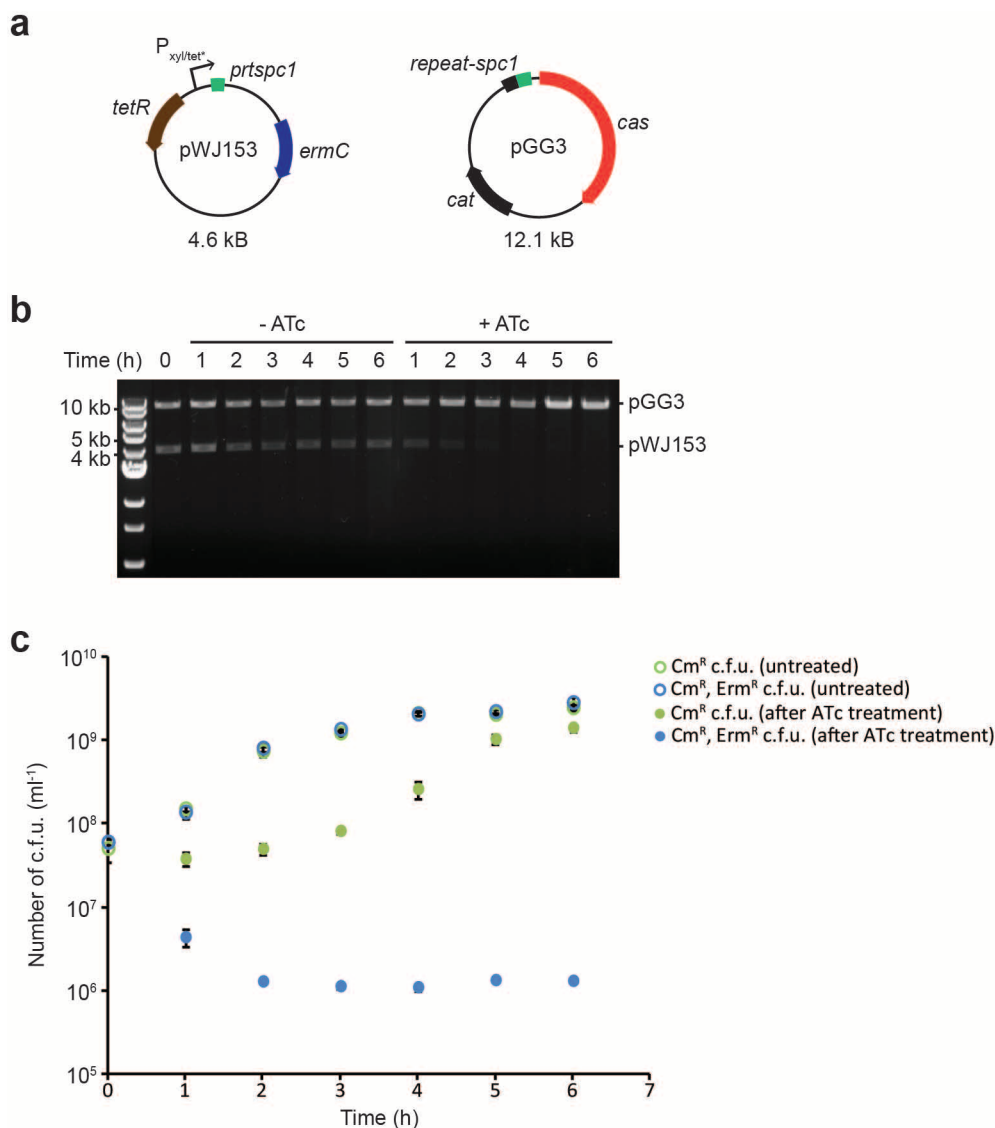 a
P xyl/tet*
prtspc1
tetR
pWJ153
ermC
4.6 kB
repeat-spc1
cas
pGG3
cat
12.1 kB
b
- ATc
+ ATc
Time (h) 0 1 2 3 4 5 6 1 2 3 4 5 6
10 kb
5 kb
4 kb
pGG3
pWJ153
c
Number of c.f.u. (ml⁻¹)
10¹⁰
10⁹
10⁸
10⁷
10⁶
10⁵
0 1 2 3 4 5 6 7
Time (h)
Cmᴿ c.f.u. (untreated)
Cmᴿ, Ermᴿ c.f.u. (untreated)
Cmᴿ c.f.u. (after ATc treatment)
Cmᴿ, Ermᴿ c.f.u. (after ATc treatment)